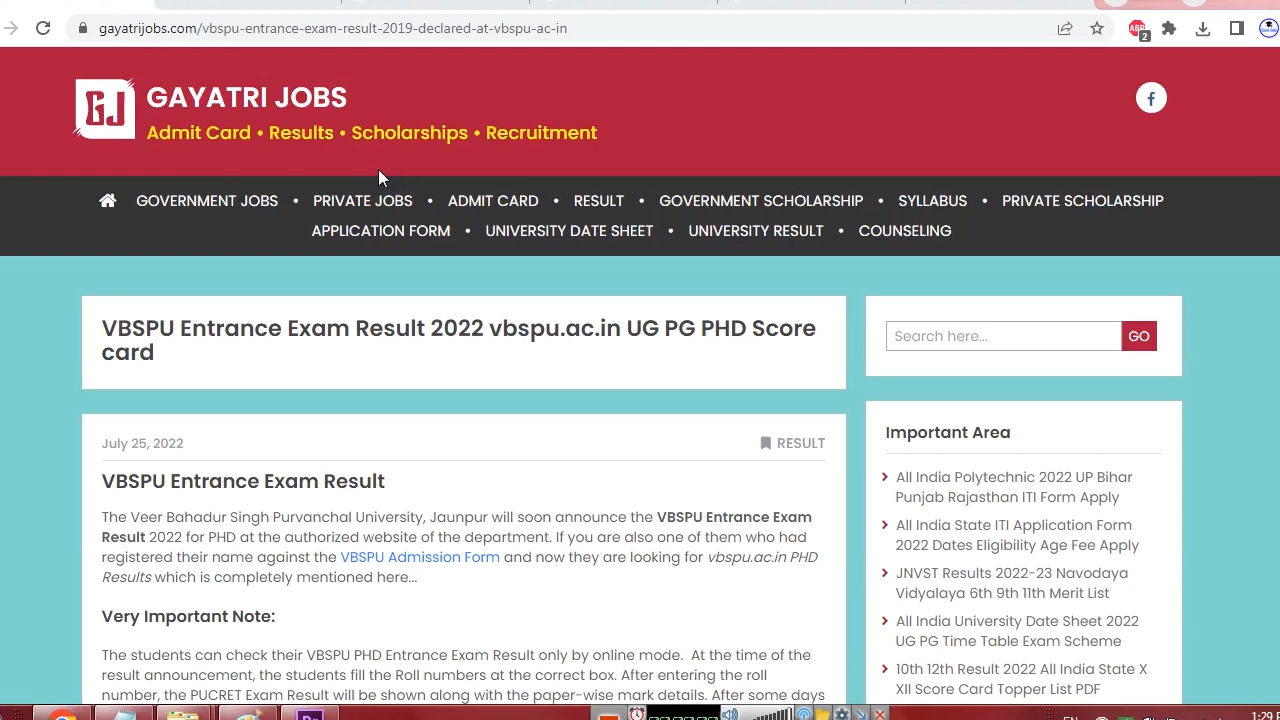 gayatrijobs.com/vbspu-entrance-exam-result-2019-declared-at-vbspu-ac-in
ABP
2
GJ
GAYATRI JOBS
Admit Card • Results • Scholarships • Recruitment
GOVERNMENT JOBS • PRIVATE JOBS • ADMIT CARD • RESULT • GOVERNMENT SCHOLARSHIP • SYLLABUS • PRIVATE SCHOLARSHIP
APPLICATION FORM • UNIVERSITY DATE SHEET • UNIVERSITY RESULT • COUNSELING
VBSPU Entrance Exam Result 2022 vbspu.ac.in UG PG PHD Score
card
July 25, 2022
RESULT
VBSPU Entrance Exam Result
The Veer Bahadur Singh Purvanchal University, Jaunpur will soon announce the VBSPU Entrance Exam
Result 2022 for PHD at the authorized website of the department. If you are also one of them who had
registered their name against the VBSPU Admission Form and now they are looking for vbspu.ac.in PHD
Results which is completely mentioned here...
Very Important Note:
The students can check their VBSPU PHD Entrance Exam Result only by online mode. At the time of the
result announcement, the students fill the Roll numbers at the correct box. After entering the roll
number, the PUCRET Exam Result will be shown along with the paper-wise mark details. After some days
Search here...
GO
Important Area
All India Polytechnic 2022 UP Bihar
Punjab Rajasthan ITI Form Apply
All India State ITI Application Form
2022 Dates Eligibility Age Fee Apply
JNVST Results 2022-23 Navodaya
Vidyalaya 6th 9th 11th Merit List
All India University Date Sheet 2022
UG PG Time Table Exam Scheme
10th 12th Result 2022 All India State X
XII Score Card Topper List PDF
EN
1:29